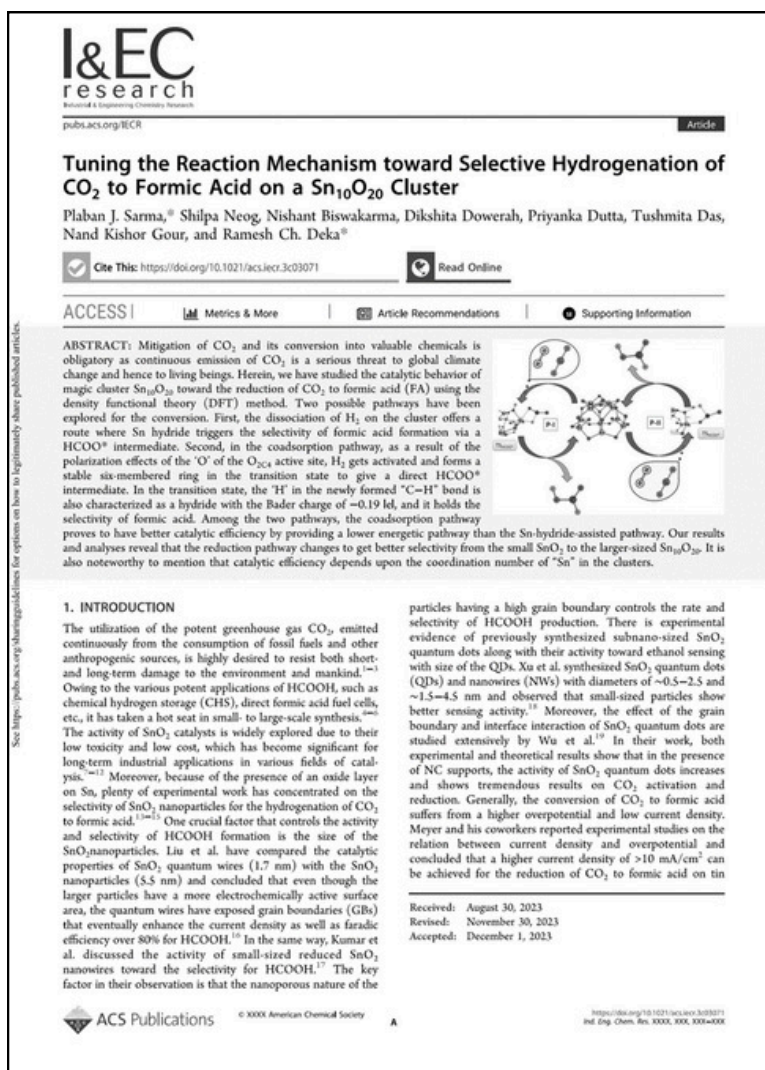 I&EC
research
Industrial & Engineering Chemistry Research
pubs.acs.org/IECR
Article
Tuning the Reaction Mechanism toward Selective Hydrogenation of
CO₂ to Formic Acid on a Sn₁₀O₂₀ Cluster
Plaban J. Sarma,* Shilpa Neog, Nishant Biswakarma, Dikshita Dowerah, Priyanka Dutta, Tushmita Das,
Nand Kishor Gour, and Ramesh Ch. Deka*
Cite This: https://doi.org/10.1021/acs.iecr.3c03071
Read Online
ACCESS
Metrics & More
Article Recommendations
Supporting Information
ABSTRACT: Mitigation of CO₂ and its conversion into valuable chemicals is
obligatory as continuous emission of CO₂ is a serious threat to global climate
change and hence to living beings. Herein, we have studied the catalytic behavior of
magic cluster Sn₁₀O₂₀ toward the reduction of CO₂ to formic acid (FA) using the
density functional theory (DFT) method. Two possible pathways have been
explored for the conversion. First, the dissociation of H₂ on the cluster offers a
route where Sn hydride triggers the selectivity of formic acid formation via a
HCOO* intermediate. Second, in the coadsorption pathway, as a result of the
polarization effects of the 'O' of the O₂C₄ active site, H₂ gets activated and forms a
stable six-membered ring in the transition state to give a direct HCOO*
intermediate. In the transition state, the 'H' in the newly formed "C−H" bond is
also characterized as a hydride with the Bader charge of −0.19 lel, and it holds the
selectivity of formic acid. Among the two pathways, the coadsorption pathway
proves to have better catalytic efficiency by providing a lower energetic pathway than the Sn-hydride-assisted pathway. Our results
and analyses reveal that the reduction pathway changes to get better selectivity from the small SnO₂ to the larger-sized Sn₁₀O₂₀. It is
also noteworthy to mention that catalytic efficiency depends upon the coordination number of "Sn" in the clusters.
P-I
P-II
See https://pubs.acs.org/sharingguidelines for options on how to legitimately share published articles.
1. INTRODUCTION
The utilization of the potent greenhouse gas CO₂, emitted
continuously from the consumption of fossil fuels and other
anthropogenic sources, is highly desired to resist both short-
and long-term damage to the environment and mankind.¹⁻³
Owing to the various potent applications of HCOOH, such as
chemical hydrogen storage (CHS), direct formic acid fuel cells,
etc., it has taken a hot seat in small- to large-scale synthesis.⁴⁻⁶
The activity of SnO₂ catalysts is widely explored due to their
low toxicity and low cost, which has become significant for
long-term industrial applications in various fields of catal-
ysis.⁷⁻¹² Moreover, because of the presence of an oxide layer
on Sn, plenty of experimental work has concentrated on the
selectivity of SnO₂ nanoparticles for the hydrogenation of CO₂
to formic acid.¹³⁻¹⁵ One crucial factor that controls the activity
and selectivity of HCOOH formation is the size of the
SnO₂nanoparticles. Liu et al. have compared the catalytic
properties of SnO₂ quantum wires (1.7 nm) with the SnO₂
nanoparticles (5.5 nm) and concluded that even though the
larger particles have a more electrochemically active surface
area, the quantum wires have exposed grain boundaries (GBs)
that eventually enhance the current density as well as faradic
efficiency over 80% for HCOOH.¹⁶ In the same way, Kumar et
al. discussed the activity of small-sized reduced SnO₂
nanowires toward the selectivity for HCOOH.¹⁷ The key
factor in their observation is that the nanoporous nature of the
particles having a high grain boundary controls the rate and
selectivity of HCOOH production. There is experimental
evidence of previously synthesized subnano-sized SnO₂
quantum dots along with their activity toward ethanol sensing
with size of the QDs. Xu et al. synthesized SnO₂ quantum dots
(QDs) and nanowires (NWs) with diameters of ~0.5−2.5 and
~1.5−4.5 nm and observed that small-sized particles show
better sensing activity.¹⁸ Moreover, the effect of the grain
boundary and interface interaction of SnO₂ quantum dots are
studied extensively by Wu et al.¹⁹ In their work, both
experimental and theoretical results show that in the presence
of NC supports, the activity of SnO₂ quantum dots increases
and shows tremendous results on CO₂ activation and
reduction. Generally, the conversion of CO₂ to formic acid
suffers from a higher overpotential and low current density.
Meyer and his coworkers reported experimental studies on the
relation between current density and overpotential and
concluded that a higher current density of >10 mA/cm² can
be achieved for the reduction of CO₂ to formic acid on tin
Received: August 30, 2023
Revised: November 30, 2023
Accepted: December 1, 2023
ACS Publications
© XXXX American Chemical Society
A
https://doi.org/10.1021/acs.iecr.3c03071
Ind. Eng. Chem. Res. XXXX, XXX, XXX−XXX